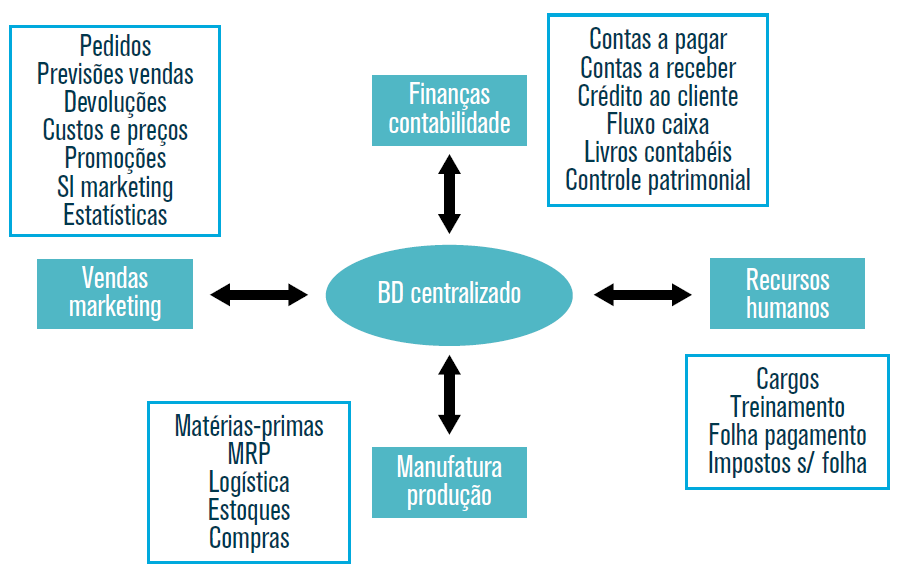 Pedidos
Previsões vendas
Devoluções
Custos e preços
Promoções
SI marketing
Estatísticas
Finanças
contabilidade
Contas a pagar
Contas a receber
Crédito ao cliente
Fluxo caixa
Livros contabéis
Controle patrimonial
Vendas
marketing
BD centralizado
Recursos
humanos
Matérias-primas
MRP
Logística
Estoques
Compras
Manufatura
produção
Cargos
Treinamento
Folha pagamento
Impostos s/ folha